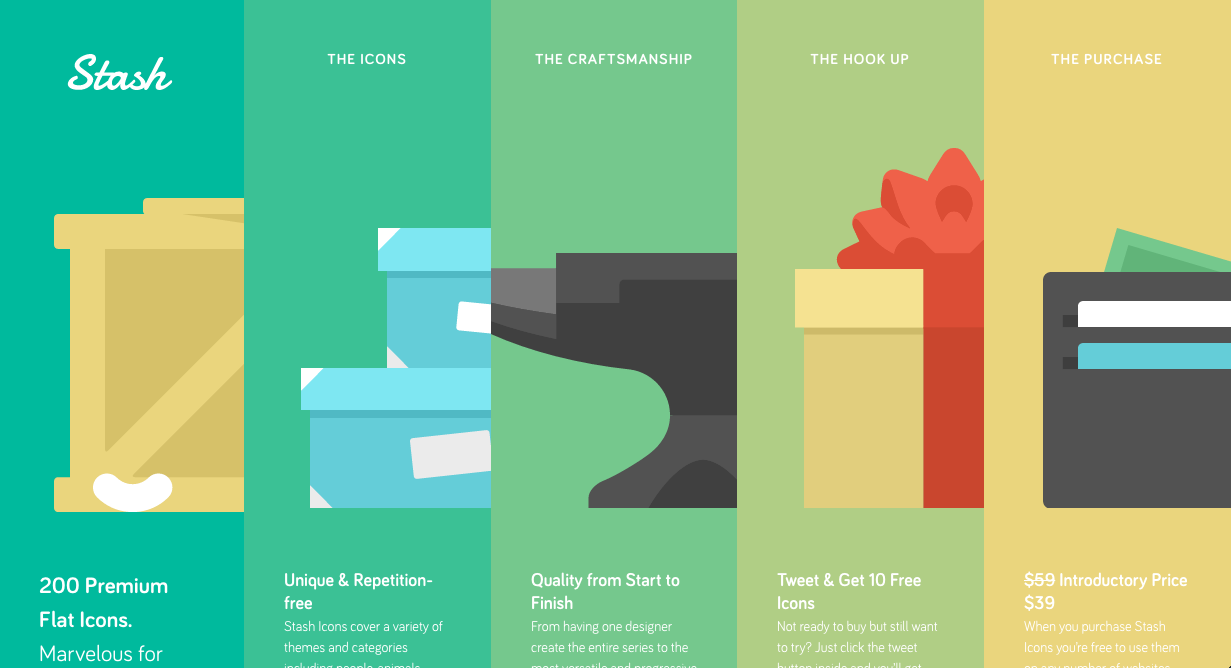 Stash
200 Premium
Flat Icons.
Marvelous for
THE ICONS
Unique & Repetition-
free
Stash Icons cover a variety of
themes and categories
including people, animals,
THE CRAFTSMANSHIP
Quality from Start to
Finish
From having one designer
create the entire series to the
most versatile and progressive
THE HOOK UP
Tweet & Get 10 Free
Icons
Not ready to buy but still want
to try? Just click the tweet
button inside and you'll get
THE PURCHASE
$59 Introductory Price
$39
When you purchase Stash
Icons you're free to use them
on any number of websites